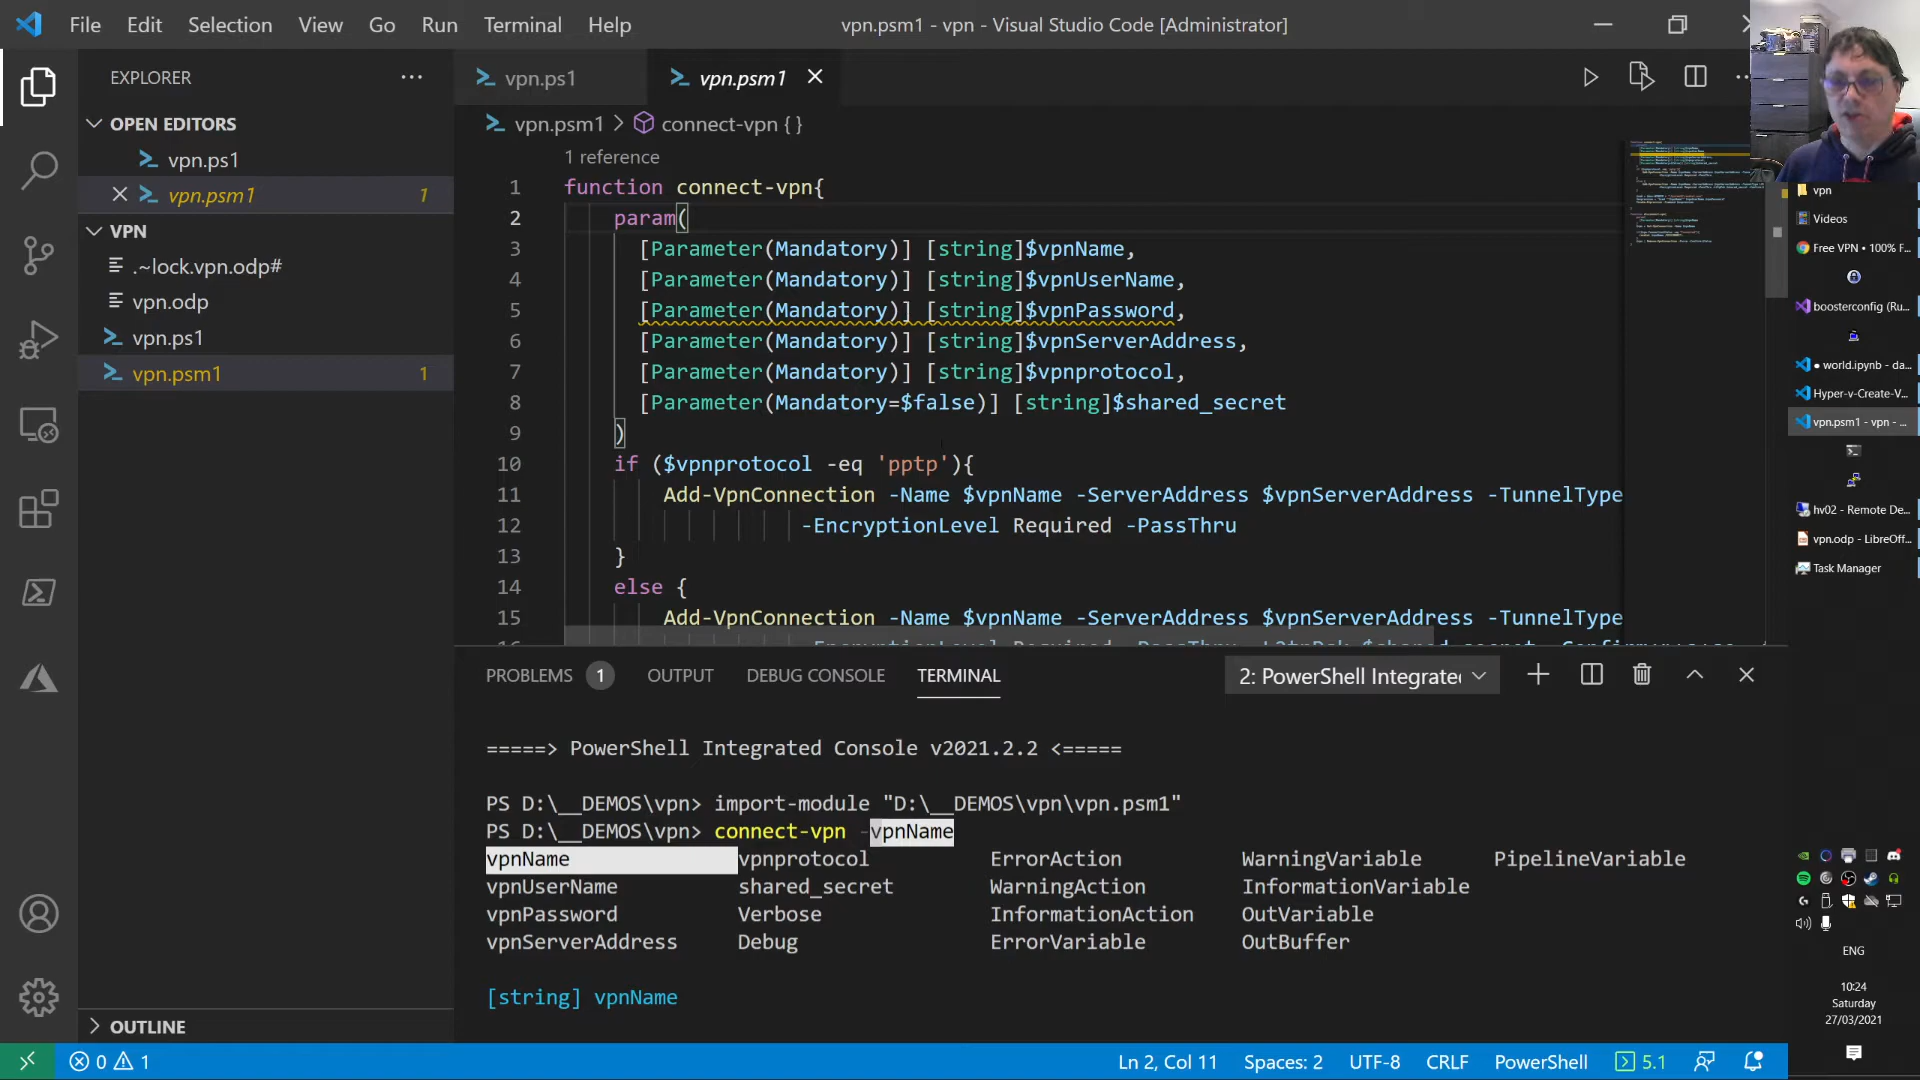 File Edit Selection View Go Run Terminal Help
vpn.psm1 - vpn - Visual Studio Code [Administrator]
EXPLORER
OPEN EDITORS
vpn.ps1
vpn.psm1 1
VPN
.~lock.vpn.odp#
vpn.odp
vpn.ps1
vpn.psm1 1
OUTLINE
vpn.ps1
vpn.psm1
vpn.psm1 > connect-vpn { }
1 reference
1 function connect-vpn{
2 param(
3 [Parameter(Mandatory)] [string]$vpnName,
4 [Parameter(Mandatory)] [string]$vpnUserName,
5 [Parameter(Mandatory)] [string]$vpnPassword,
6 [Parameter(Mandatory)] [string]$vpnServerAddress,
7 [Parameter(Mandatory)] [string]$vpnprotocol,
8 [Parameter(Mandatory=$false)] [string]$shared_secret
9 )
10 if ($vpnprotocol -eq 'pptp'){
11 Add-VpnConnection -Name $vpnName -ServerAddress $vpnServerAddress -TunnelType
12 -EncryptionLevel Required -PassThru
13 }
14 else {
15 Add-VpnConnection -Name $vpnName -ServerAddress $vpnServerAddress -TunnelType
PROBLEMS 1 OUTPUT DEBUG CONSOLE TERMINAL
2: PowerShell Integrate
=====> PowerShell Integrated Console v2021.2.2 <=====
PS D:\__DEMOS\vpn> import-module "D:\__DEMOS\vpn\vpn.psm1"
PS D:\__DEMOS\vpn> connect-vpn -vpnName
vpnName vpnprotocol ErrorAction WarningVariable PipelineVariable
vpnUserName shared_secret WarningAction InformationVariable
vpnPassword Verbose InformationAction OutVariable
vpnServerAddress Debug ErrorVariable OutBuffer
[string] vpnName
0 1
Ln 2, Col 11 Spaces: 2 UTF-8 CRLF PowerShell 5.1
vpn
Videos
Free VPN • 100% F...
boosterconfig (Ru...
● world.ipynb - da...
Hyper-v-Create-V...
vpn.psm1 - vpn - ...
hv02 - Remote De...
vpn.odp - LibreOff...
Task Manager
ENG
10:24
Saturday
27/03/2021